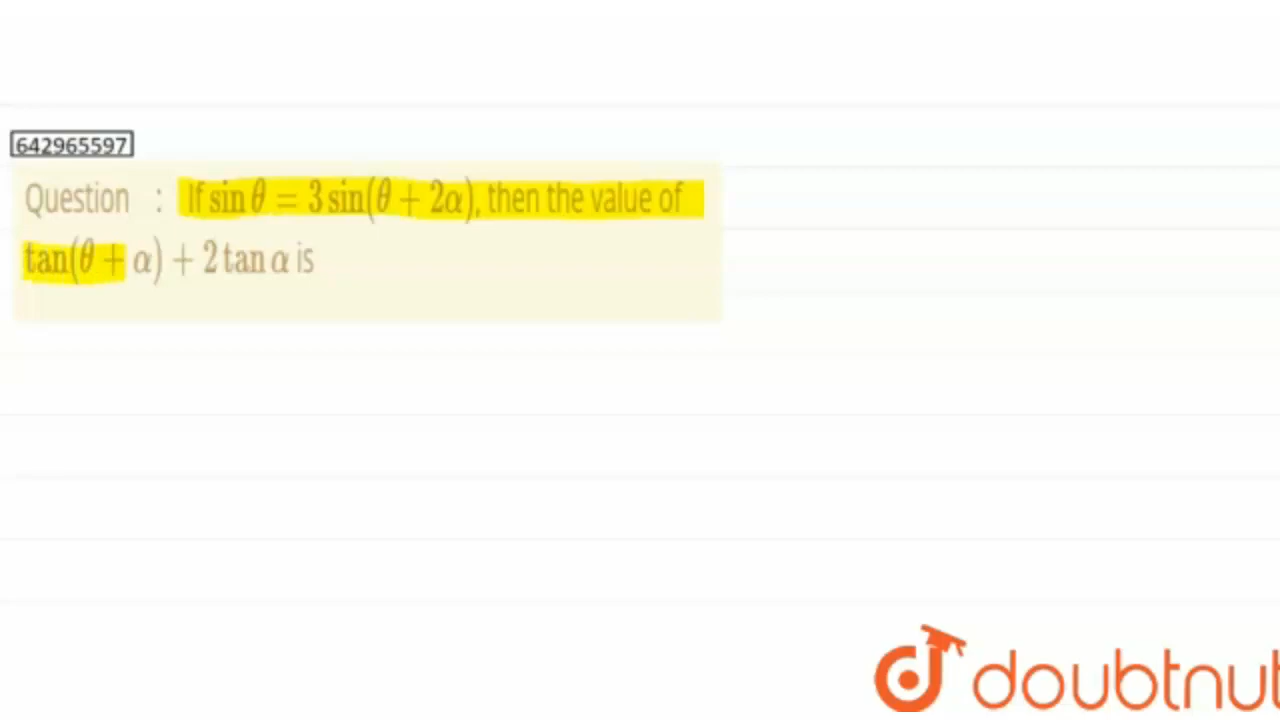 642965597
Question : If sin θ = 3 sin(θ + 2α), then the value of
tan(θ + α) + 2 tan α is
doubtnut